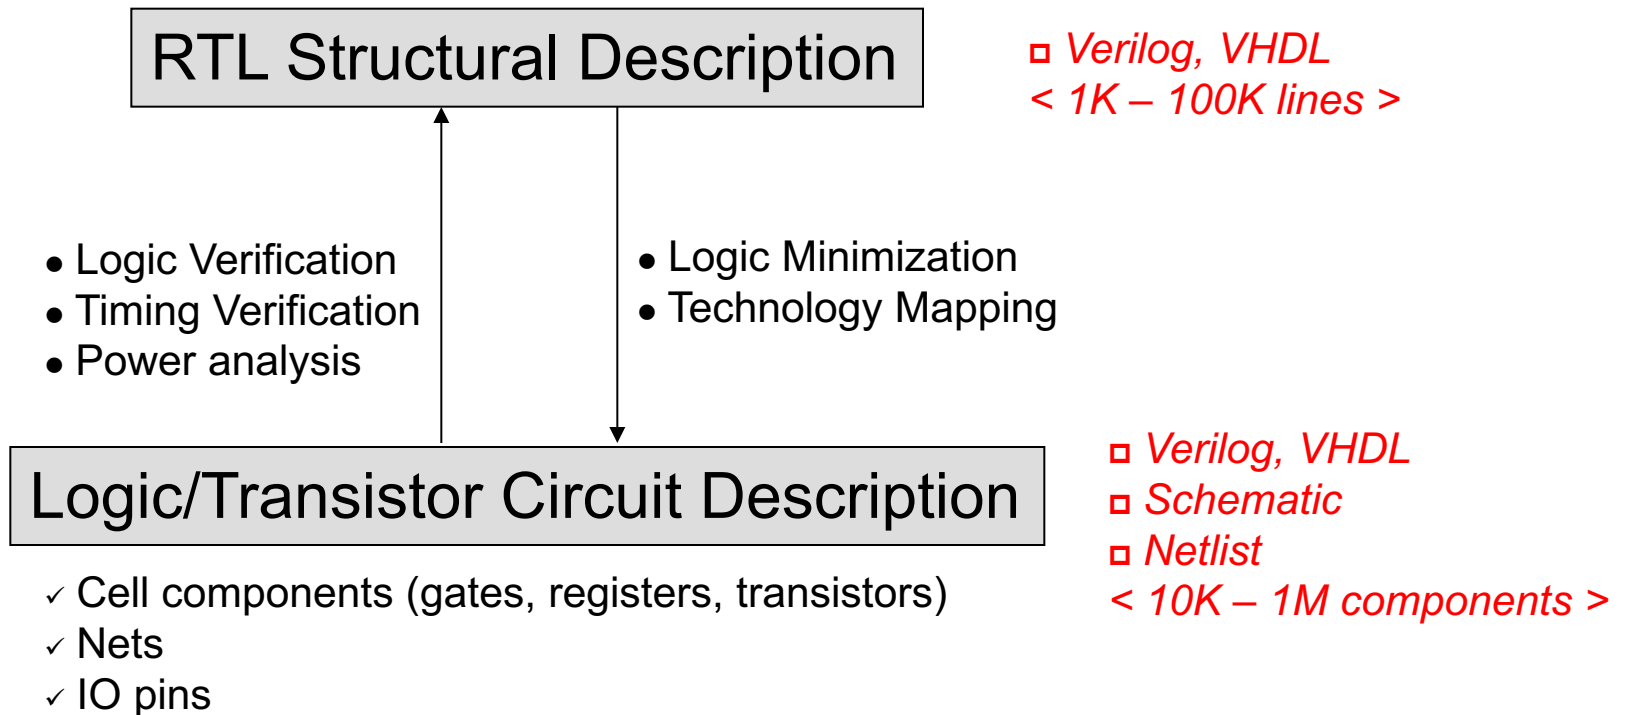 RTL Structural Description
Verilog, VHDL
< 1K – 100K lines >
• Logic Verification
• Timing Verification
• Power analysis
• Logic Minimization
• Technology Mapping
Logic/Transistor Circuit Description
Verilog, VHDL
Schematic
Netlist
< 10K – 1M components >
✓ Cell components (gates, registers, transistors)
✓ Nets
✓ IO pins